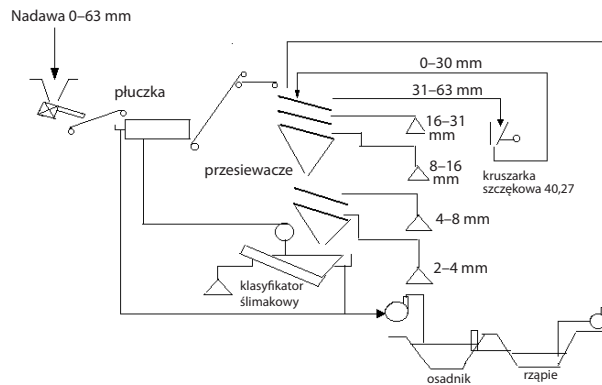 Nadawa 0–63 mm
płuczka
0–30 mm
31–63 mm
16–31
mm
przesiewacze
8–16
mm
kruszarka
szczękowa 40,27
4–8 mm
2–4 mm
klasyfikator
ślimakowy
osadnik
rząpie